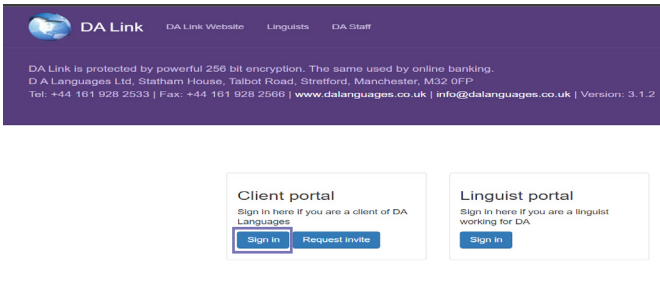 DA Link DA Link Website Linguists DA Staff
DA Link is protected by powerful 256 bit encryption. The same used by online banking.
D A Languages Ltd, Statham House, Talbot Road, Stretford, Manchester, M32 0FP
Tel: +44 161 928 2533 | Fax: +44 161 928 2566 | www.dalanguages.co.uk | info@dalanguages.co.uk | Version: 3.1.2
Client portal
Sign in here if you are a client of DA
Languages
Sign in Request invite
Linguist portal
Sign in here if you are a linguist
working for DA
Sign in